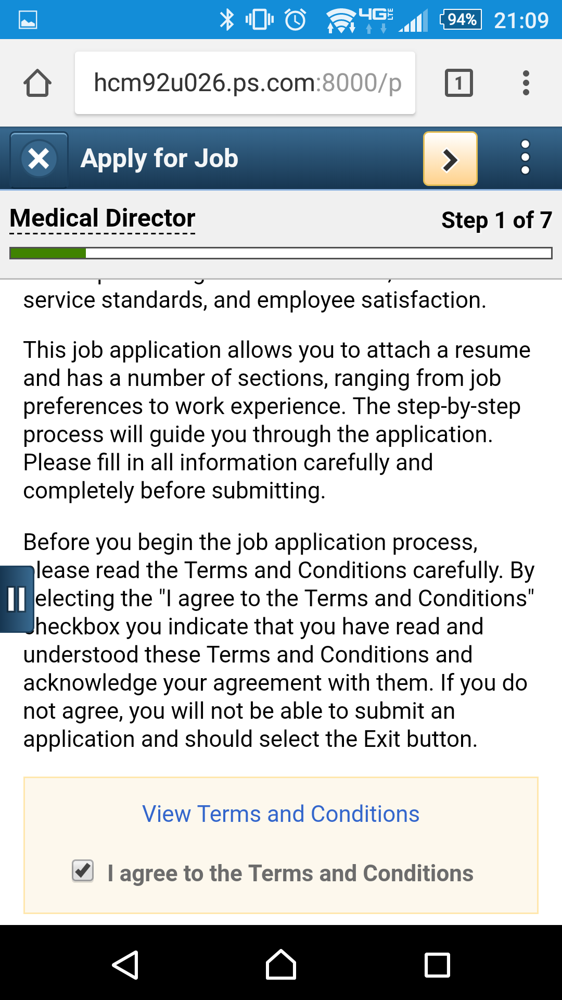 4G LTE 94% 21:09
hcm92u026.ps.com:8000/p 1
Apply for Job
Medical Director Step 1 of 7
service standards, and employee satisfaction.
This job application allows you to attach a resume
and has a number of sections, ranging from job
preferences to work experience. The step-by-step
process will guide you through the application.
Please fill in all information carefully and
completely before submitting.
Before you begin the job application process,
lease read the Terms and Conditions carefully. By
electing the "I agree to the Terms and Conditions"
heckbox you indicate that you have read and
understood these Terms and Conditions and
acknowledge your agreement with them. If you do
not agree, you will not be able to submit an
application and should select the Exit button.
View Terms and Conditions
I agree to the Terms and Conditions